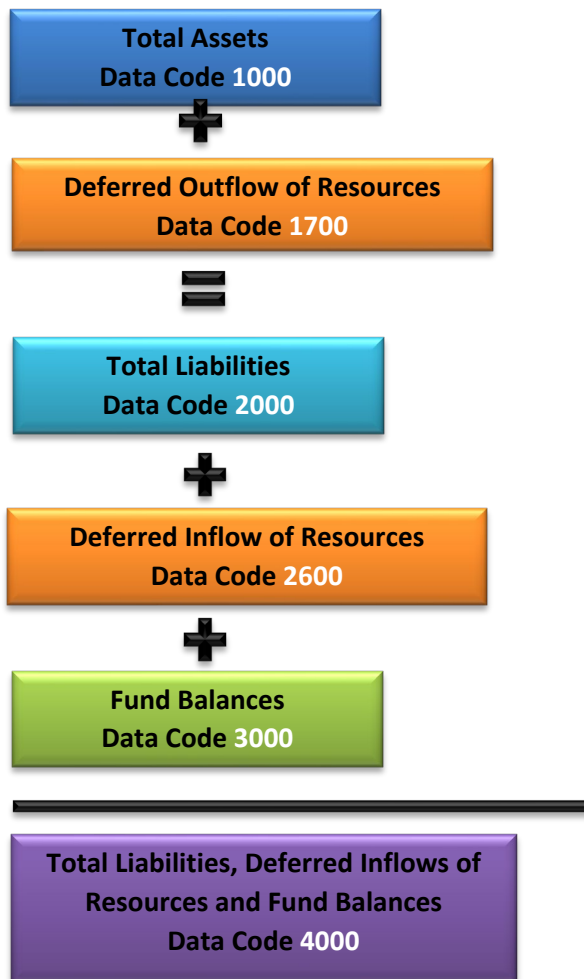 Total Assets
Data Code 1000
+
Deferred Outflow of Resources
Data Code 1700
=
Total Liabilities
Data Code 2000
+
Deferred Inflow of Resources
Data Code 2600
+
Fund Balances
Data Code 3000
Total Liabilities, Deferred Inflows of
Resources and Fund Balances
Data Code 4000